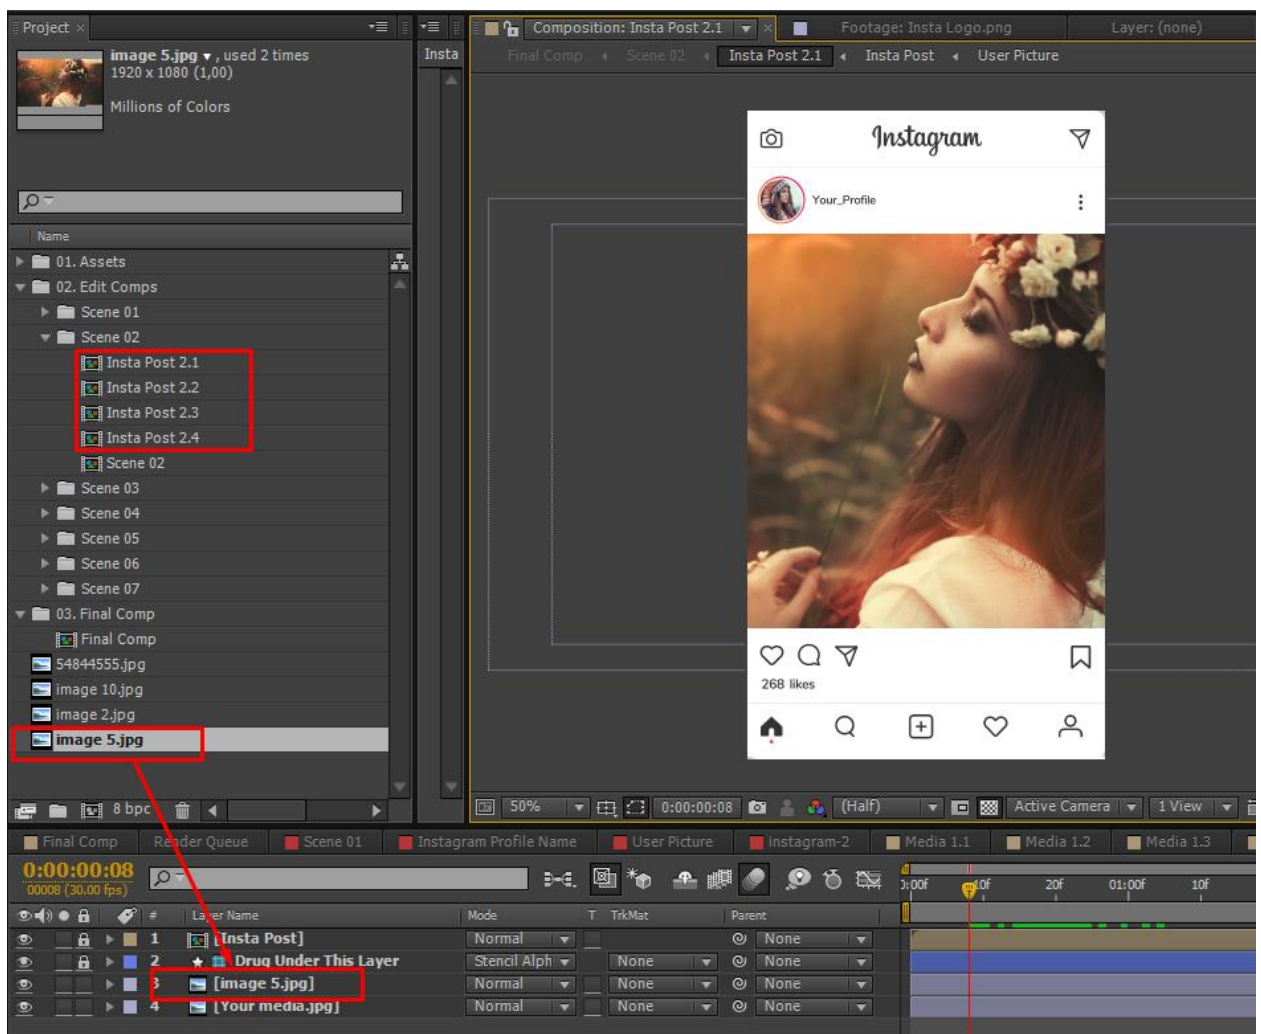 Project ×
image 5.jpg ▼ , used 2 times
1920 x 1080 (1,00)
Millions of Colors
Name
01. Assets
02. Edit Comps
Scene 01
Scene 02
Insta Post 2.1
Insta Post 2.2
Insta Post 2.3
Insta Post 2.4
Scene 02
Scene 03
Scene 04
Scene 05
Scene 06
Scene 07
03. Final Comp
Final Comp
54844555.jpg
image 10.jpg
image 2.jpg
image 5.jpg
8 bpc
Insta
Composition: Insta Post 2.1 Footage: Insta Logo.png Layer: (none)
Final Comp Scene 02 Insta Post 2.1 Insta Post User Picture
Instagram
Your_Profile
268 likes
50% 0:00:00:08 (Half) Active Camera 1 View
Final Comp Render Queue Scene 01 Instagram Profile Name User Picture instagram-2 Media 1.1 Media 1.2 Media 1.3
0:00:00:08
00008 (30.00 fps)
0:00f 10f 20f 01:00f 10f
# Layer Name Mode T TrkMat Parent
1 [Insta Post] Normal None
2 Drug Under This Layer Stencil Alph None None
3 [image 5.jpg] Normal None None
4 [Your media.jpg] Normal None None